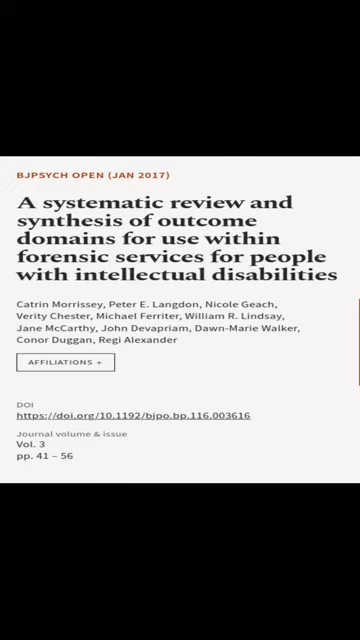 BJPSYCH OPEN (JAN 2017)
A systematic review and
synthesis of outcome
domains for use within
forensic services for people
with intellectual disabilities
Catrin Morrissey, Peter E. Langdon, Nicole Geach,
Verity Chester, Michael Ferriter, William R. Lindsay,
Jane McCarthy, John Devapriam, Dawn-Marie Walker,
Conor Duggan, Regi Alexander
AFFILIATIONS +
DOI
https://doi.org/10.1192/bjpo.bp.116.003616
Journal volume & issue
Vol. 3
pp. 41 – 56